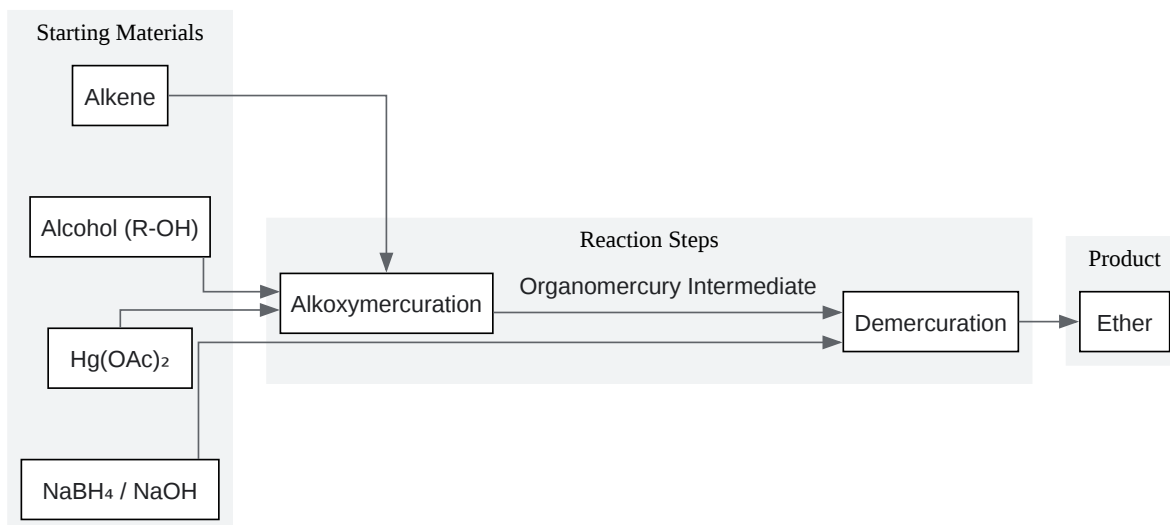 Starting Materials
Alkene
Alcohol (R-OH)
Hg(OAc)₂
NaBH₄ / NaOH
Reaction Steps
Alkoxymercuration
Organomercury Intermediate
Demercuration
Product
Ether